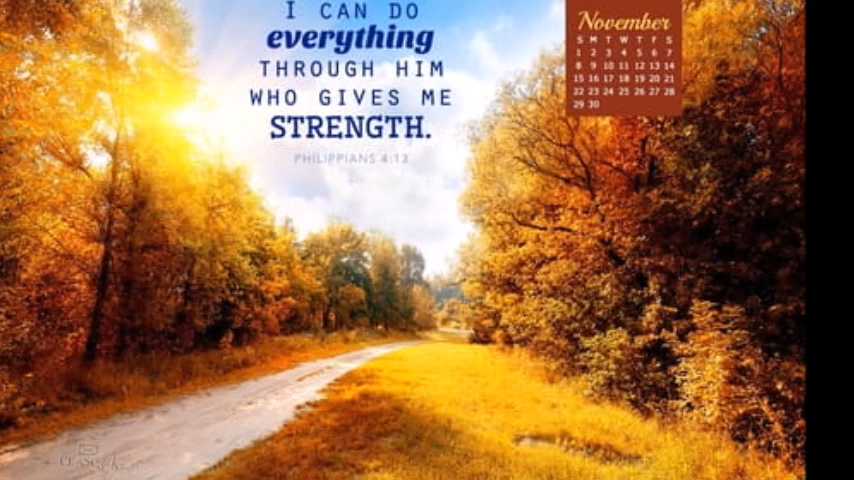 I CAN DO
everything
THROUGH HIM
WHO GIVES ME
STRENGTH.
PHILIPPIANS 4:13
November
S M T W T F S
1 2 3 4 5 6 7
8 9 10 11 12 13 14
15 16 17 18 19 20 21
22 23 24 25 26 27 28
29 30